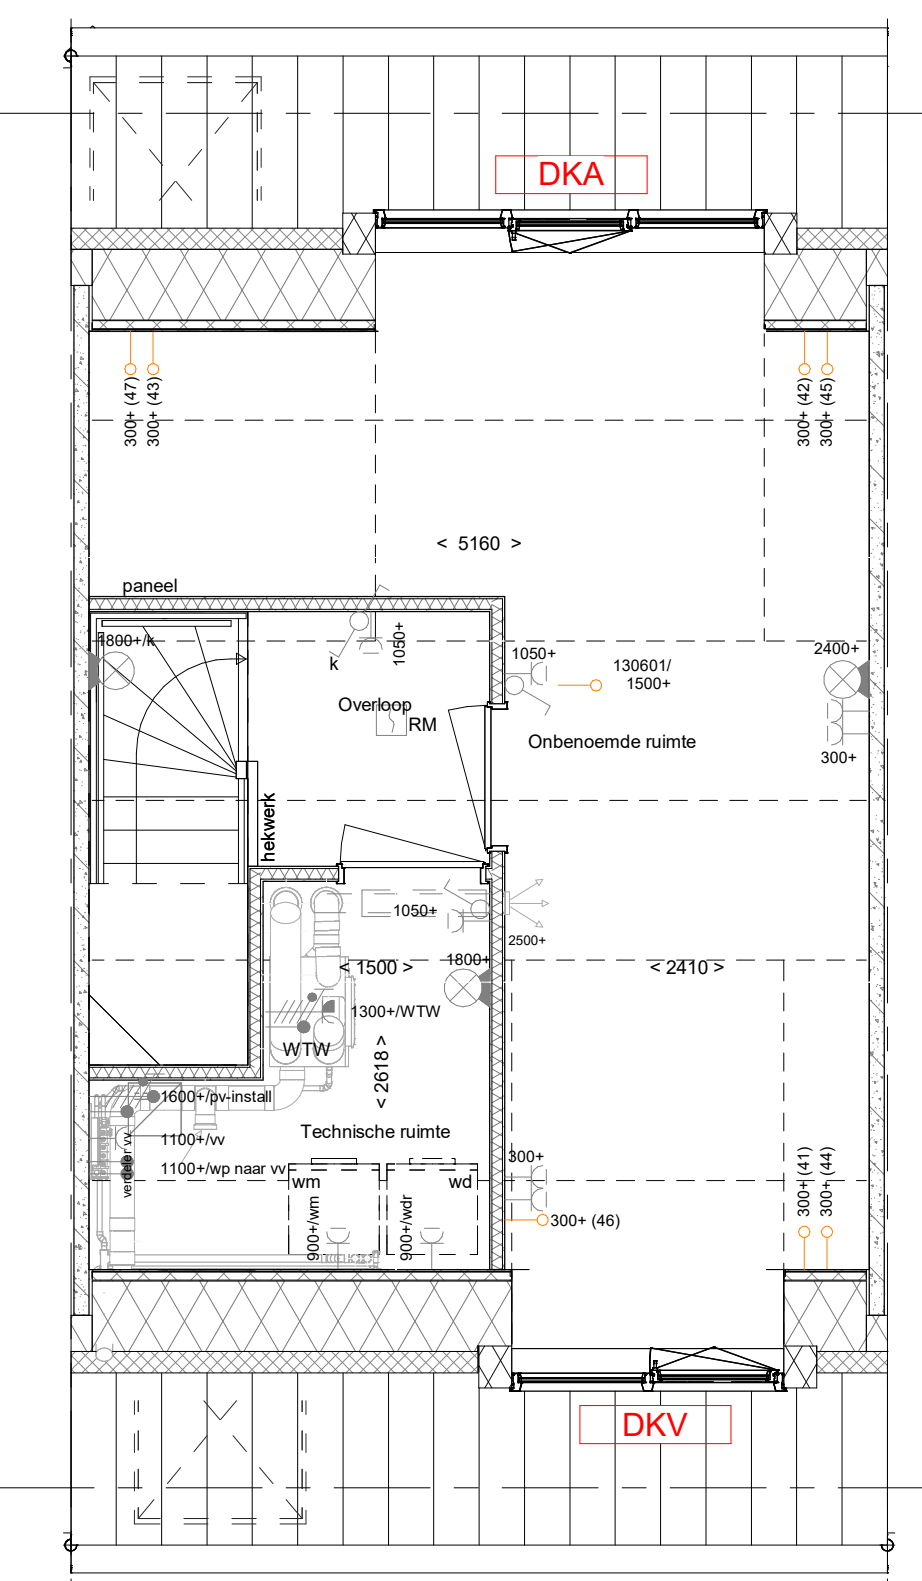 DKA
300+ (47)
300+ (43)
300+ (42)
300+ (45)
< 5160 >
paneel
1800+/k
k
1050+
1050+
130601/
1500+
2400+
Overloop
RM
Onbenoemde ruimte
300+
hekwerk
1050+
2500+
1800+
< 1500 >
< 2410 >
1300+/WTW
WTW
< 2618 >
1600+/pv-install
Technische ruimte
1100+/vv
verdeler vv
1100+/wp naar vv
300+
wm
wd
900+/wm
900+/wdr
300+ (46)
300+ (41)
300+ (44)
DKV